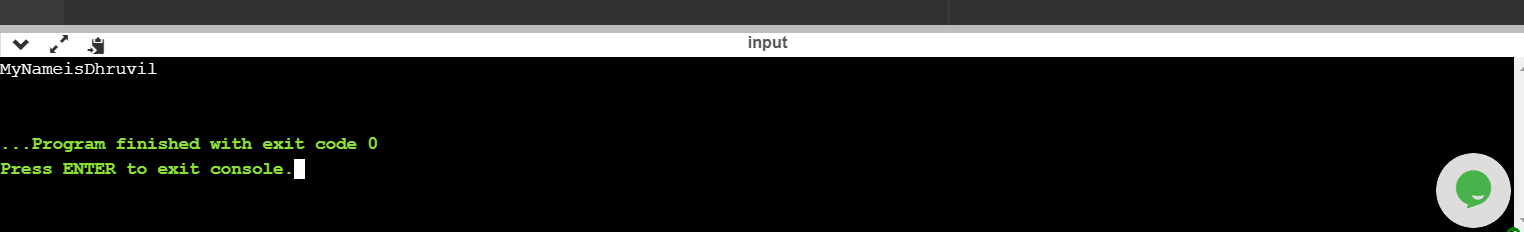 input
MyNameisDhruvil
...Program finished with exit code 0
Press ENTER to exit console.